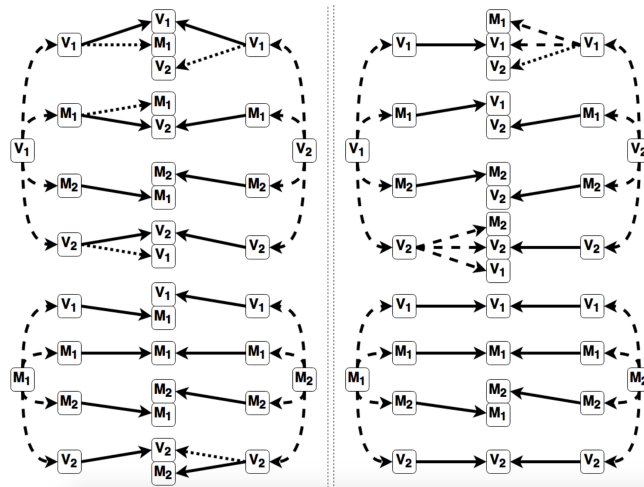 V₁
V₁ M₁ V₁
V₂
M₁
M₁ V₂ M₁
V₁ V₂
M₂
M₂ M₁ M₂
V₂
V₂ V₁ V₂
V₁
V₁ M₁ V₁
M₁ M₁ M₁
M₁ M₂
M₂
M₂ M₁ M₂
V₂
V₂ M₂ V₂
M₁
V₁ V₁ V₁
V₂
V₁
M₁ V₂ M₁
V₁ V₂
M₂
M₂ V₂ M₂
M₂
V₂ V₂ V₂
V₁
V₁ V₁ V₁
M₁ M₁ M₁
M₁ M₂
M₂
M₂ M₁ M₂
V₂ V₂ V₂